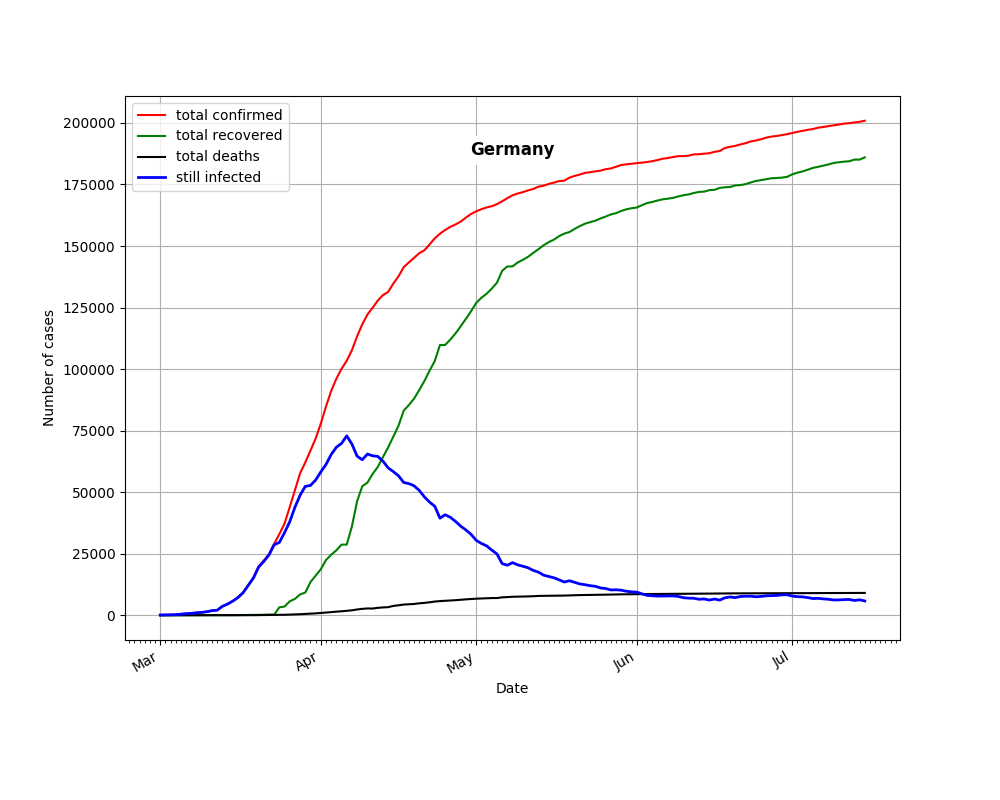 total confirmed
total recovered
total deaths
still infected
Germany
200000
175000
150000
125000
100000
75000
50000
25000
0
Number of cases
Mar
Apr
May
Jun
Jul
Date